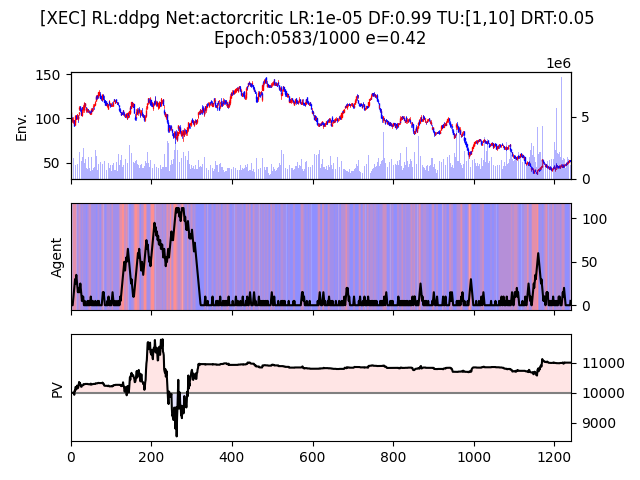 [XEC] RL:ddpg Net:actorcritic LR:1e-05 DF:0.99 TU:[1,10] DRT:0.05
Epoch:0583/1000 e=0.42
1e6
150
100
50
Env.
5
0
Agent
100
50
0
PV
11000
10000
9000
0 200 400 600 800 1000 1200